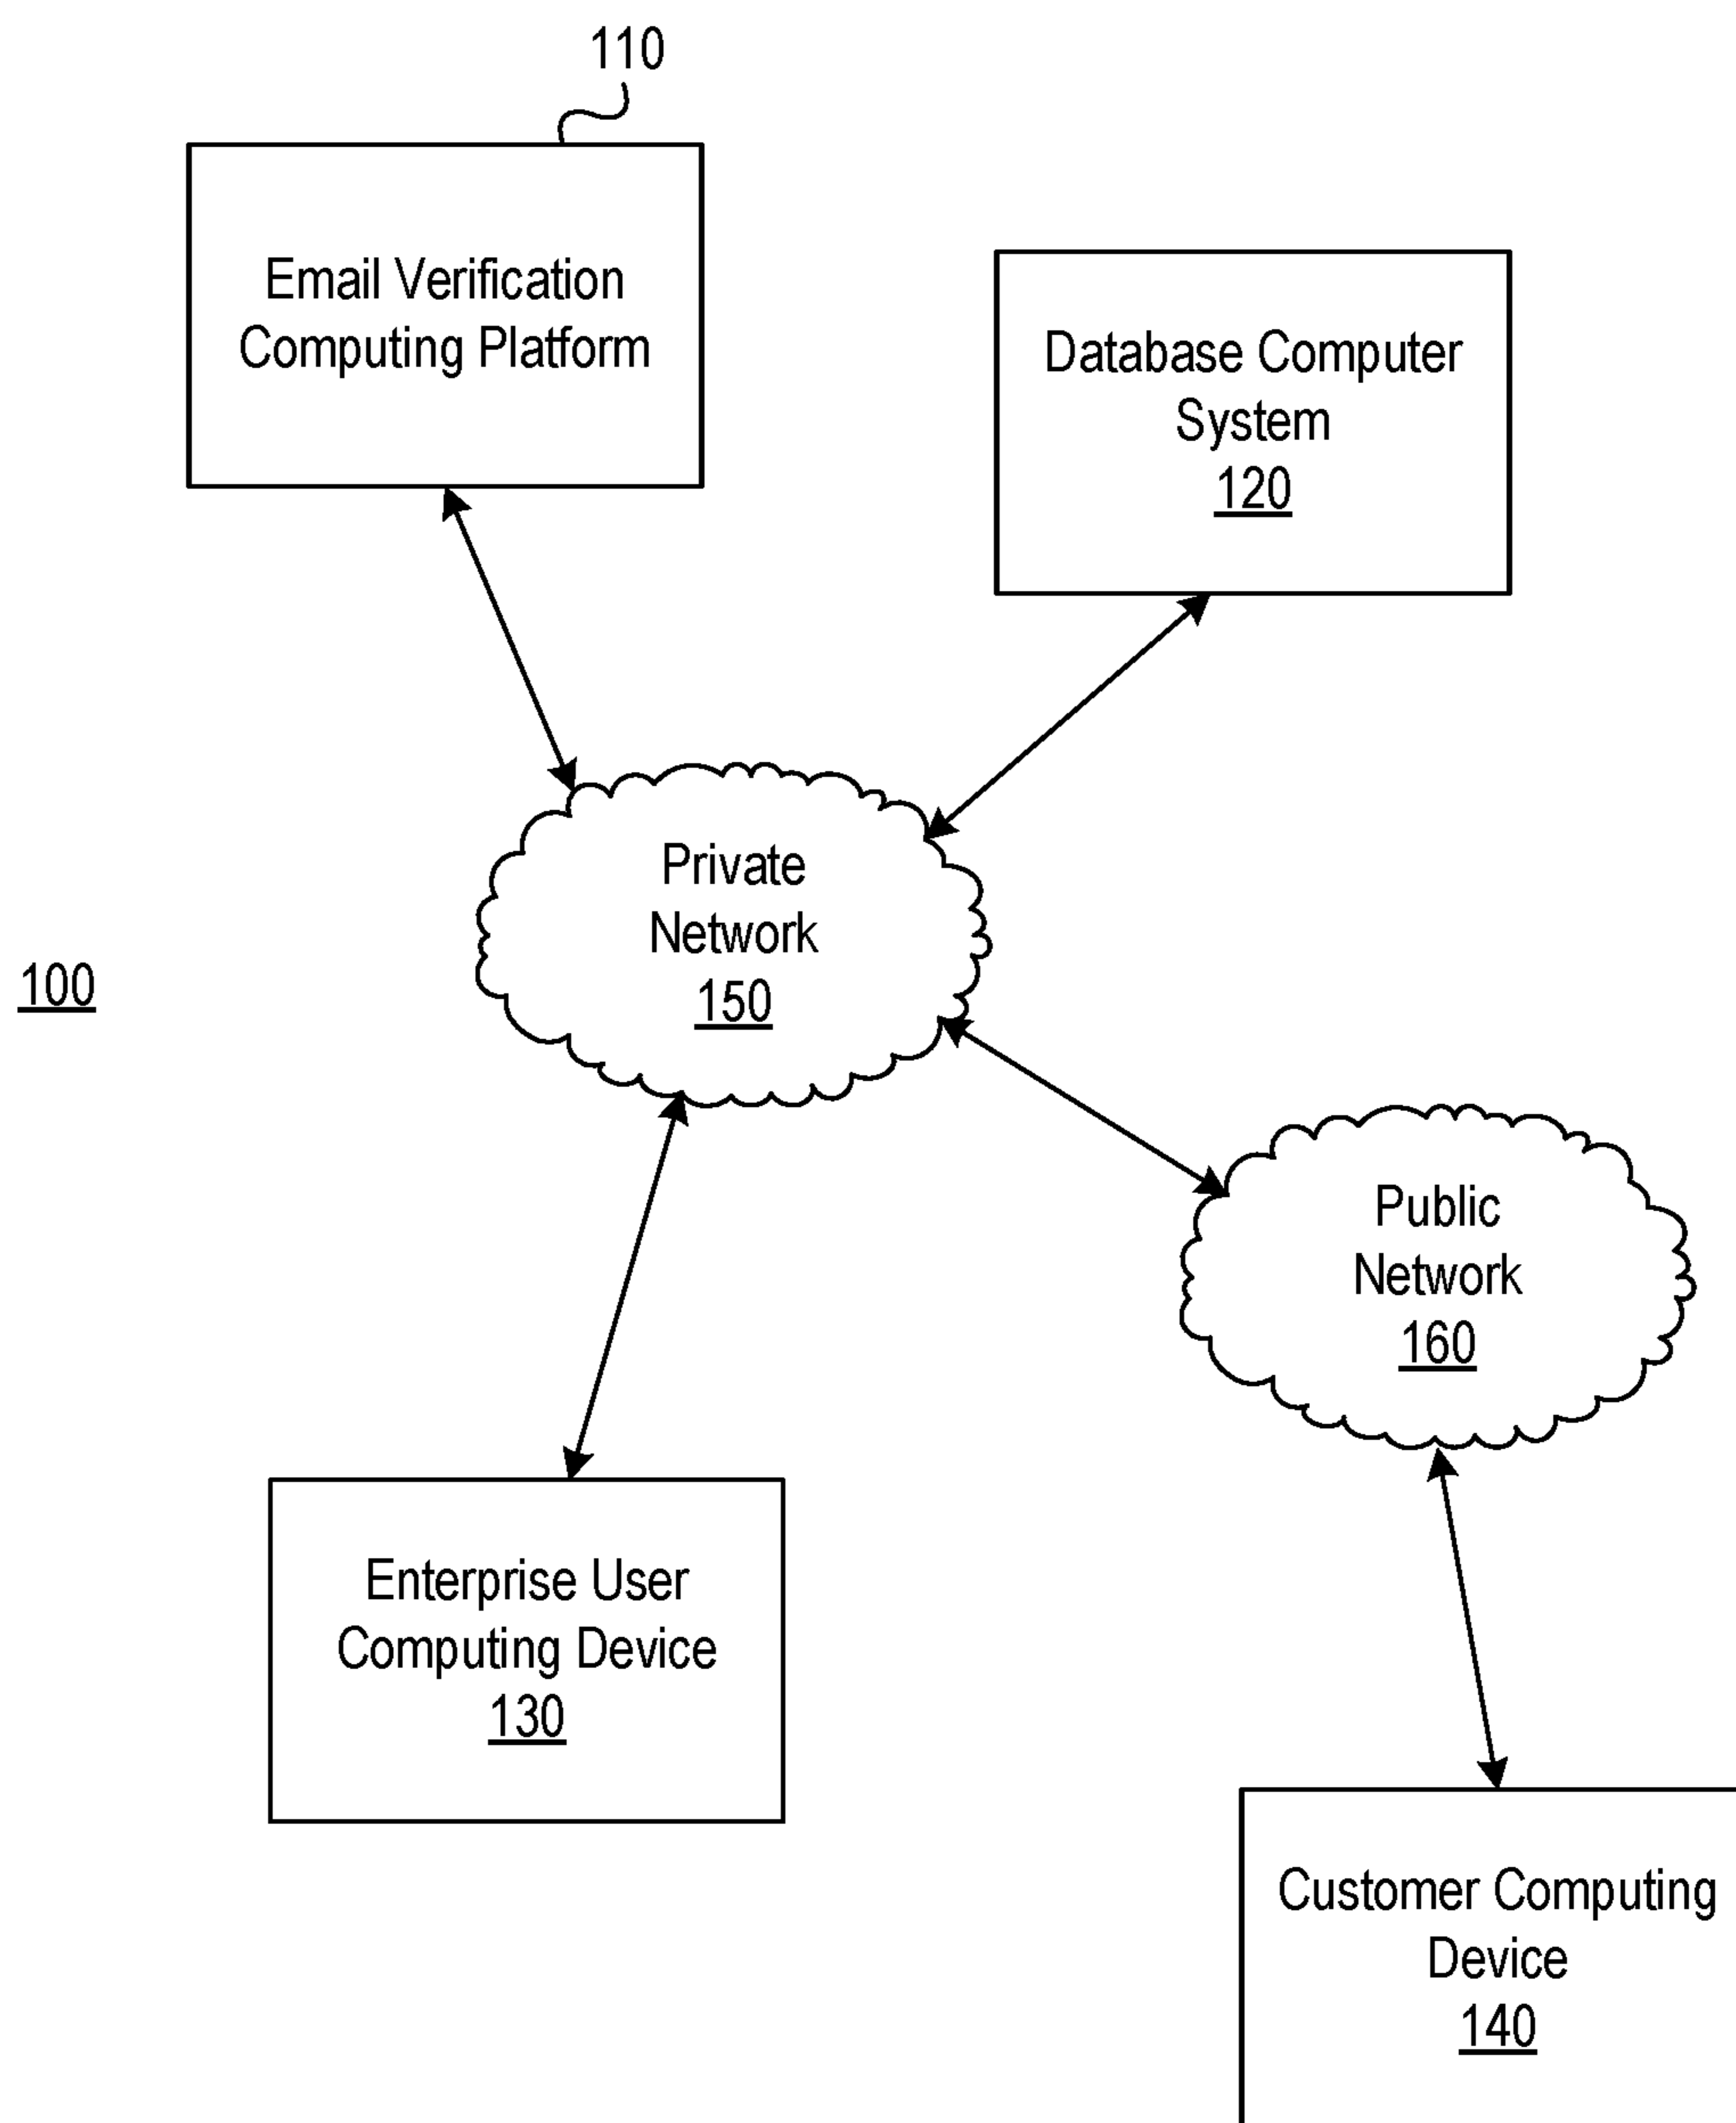 110
Email Verification
Computing Platform
Database Computer
System
120
Private
Network
150
100
Public
Network
160
Enterprise User
Computing Device
130
Customer Computing
Device
140